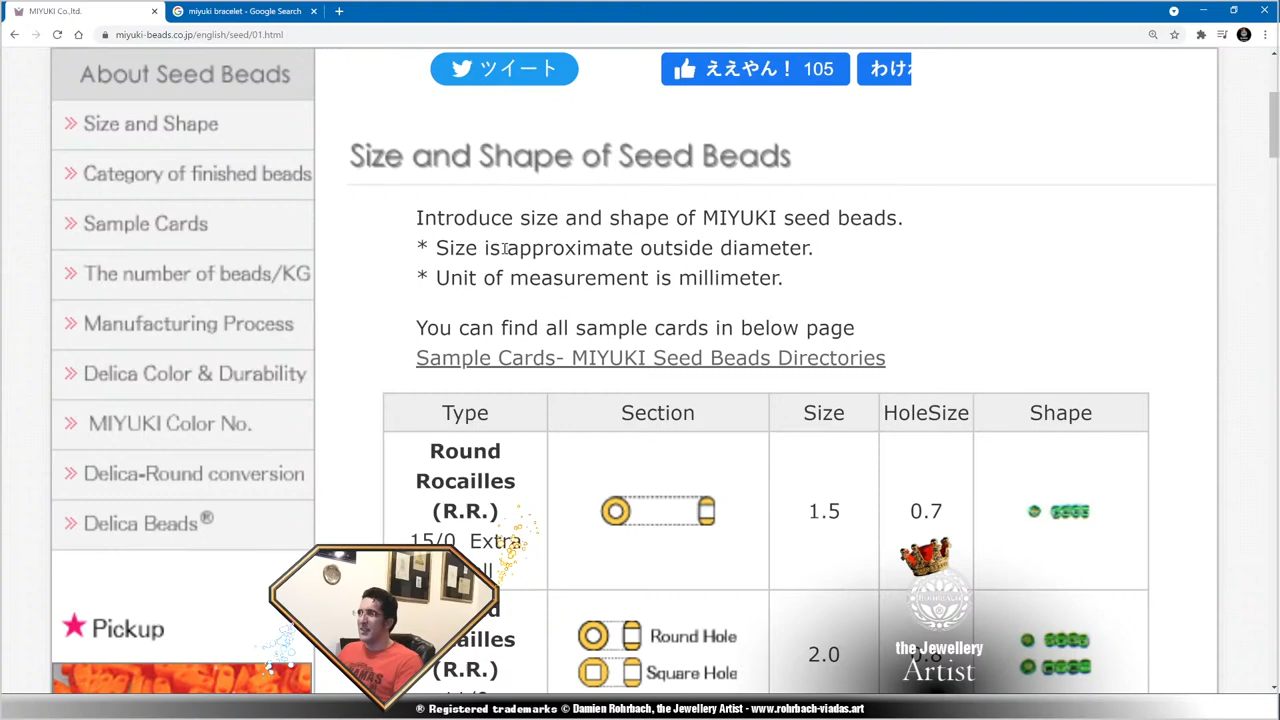 MIYUKI Co.,ltd.
miyuki bracelet - Google Search
miyuki-beads.co.jp/english/seed/01.html
About Seed Beads
Size and Shape
Category of finished beads
Sample Cards
The number of beads/KG
Manufacturing Process
Delica Color & Durability
MIYUKI Color No.
Delica-Round conversion
Delica Beads®
Pickup
ツイート
ええやん！ 105
Size and Shape of Seed Beads
Introduce size and shape of MIYUKI seed beads.
* Size is approximate outside diameter.
* Unit of measurement is millimeter.
You can find all sample cards in below page
Sample Cards- MIYUKI Seed Beads Directories
Type Section Size HoleSize Shape
Round
Rocailles
(R.R.)
15/0 Extra
1.5 0.7
Rocailles
(R.R.)
Round Hole
Square Hole
2.0
the Jewellery
Artist
® Registered trademarks © Damien Rohrbach, the Jewellery Artist - www.rohrbach-viadas.art